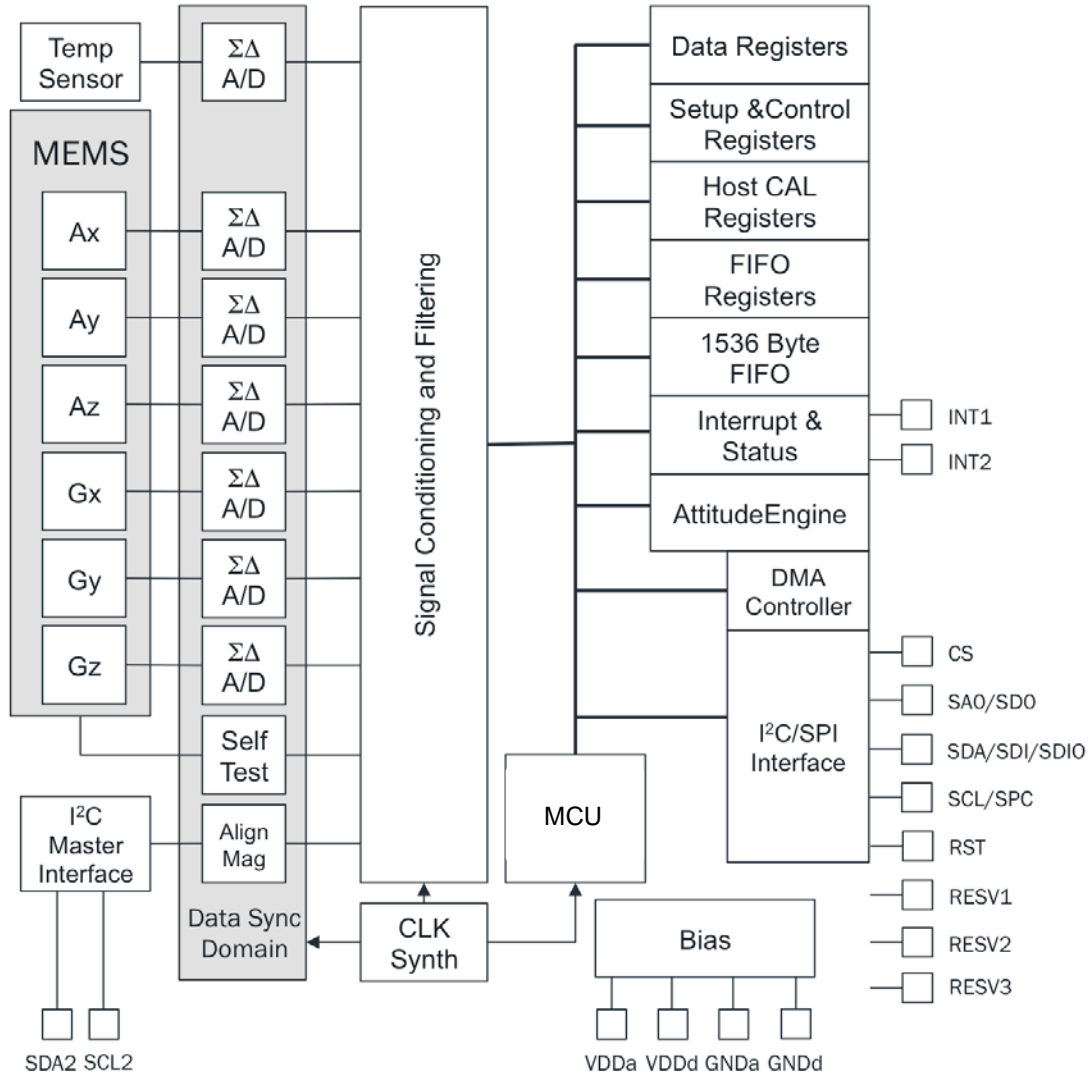 Temp
Sensor
ΣΔ
A/D
MEMS
Ax
ΣΔ
A/D
Ay
ΣΔ
A/D
Az
ΣΔ
A/D
Gx
ΣΔ
A/D
Gy
ΣΔ
A/D
Gz
ΣΔ
A/D
Self
Test
I²C
Master
Interface
Align
Mag
Data Sync
Domain
SDA2
SCL2
Signal Conditioning and Filtering
CLK
Synth
MCU
Data Registers
Setup &Control
Registers
Host CAL
Registers
FIFO
Registers
1536 Byte
FIFO
Interrupt &
Status
AttitudeEngine
DMA
Controller
I²C/SPI
Interface
INT1
INT2
CS
SA0/SD0
SDA/SDI/SDIO
SCL/SPC
RST
RESV1
RESV2
RESV3
Bias
VDDa
VDDd
GNDa
GNDd